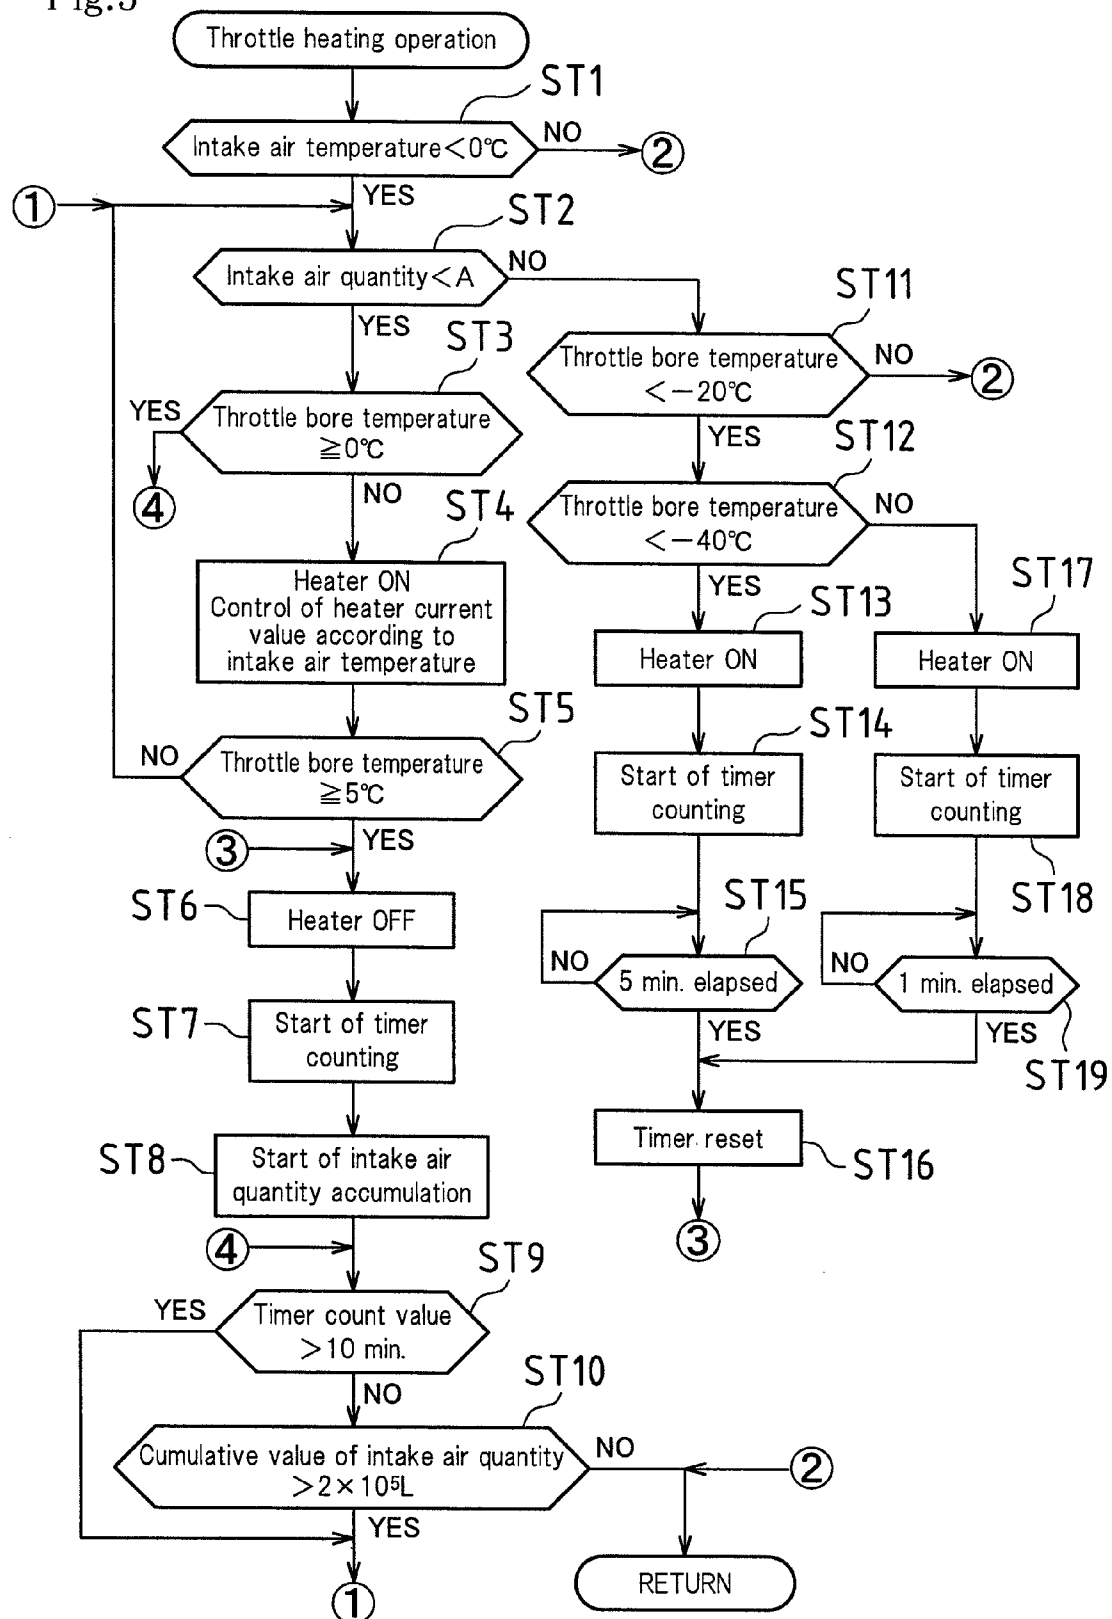 Fig.5
Throttle heating operation
ST1
Intake air temperature<0℃
NO
②
YES
①
ST2
Intake air quantity<A
NO
YES
ST3
Throttle bore temperature
≧0℃
YES
④
NO
ST4
Heater ON
Control of heater current
value according to
intake air temperature
ST5
Throttle bore temperature
≧5℃
NO
YES
③
ST6
Heater OFF
ST7
Start of timer
counting
ST8
Start of intake air
quantity accumulation
④
ST9
Timer count value
>10 min.
YES
NO
ST10
Cumulative value of intake air quantity
>2×10⁵L
NO
②
YES
①
RETURN
ST11
Throttle bore temperature
<−20℃
NO
②
YES
ST12
Throttle bore temperature
<−40℃
NO
YES
ST13
Heater ON
ST14
Start of timer
counting
ST15
5 min. elapsed
NO
YES
ST16
Timer reset
③
ST17
Heater ON
ST18
Start of timer
counting
ST19
1 min. elapsed
NO
YES